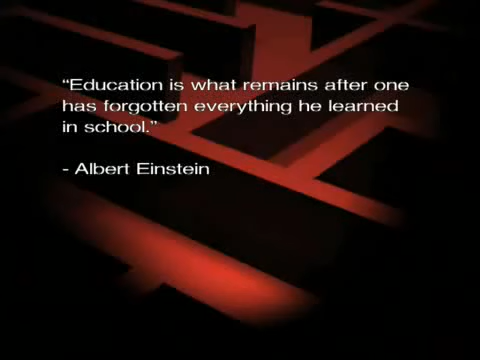 “Education is what remains after one
has forgotten everything he learned
in school.”
- Albert Einstein